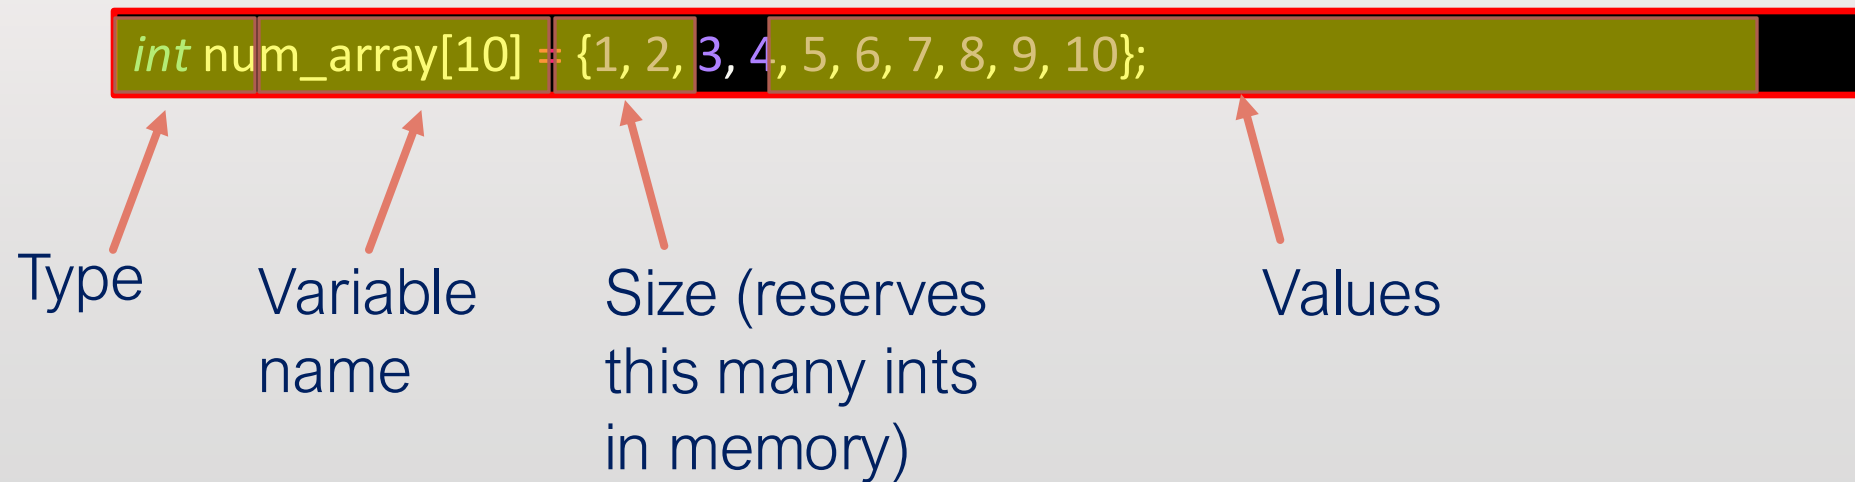 int num_array[10] = {1, 2, 3, 4, 5, 6, 7, 8, 9, 10};
Type
Variable
name
Size (reserves
this many ints
in memory)
Values